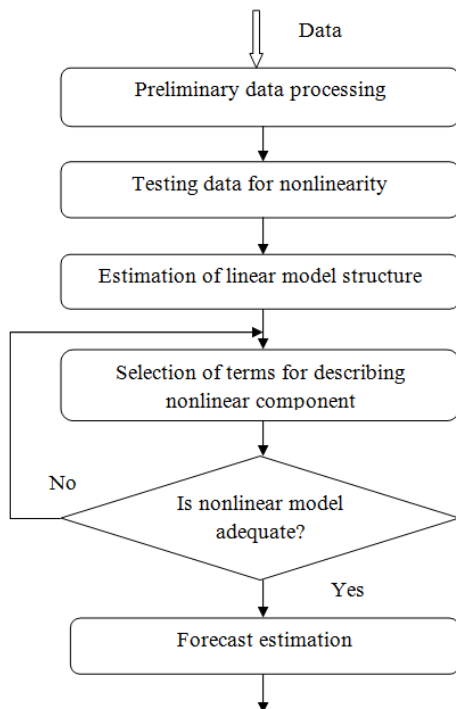 Data
Preliminary data processing
Testing data for nonlinearity
Estimation of linear model structure
Selection of terms for describing
nonlinear component
No
Is nonlinear model
adequate?
Yes
Forecast estimation